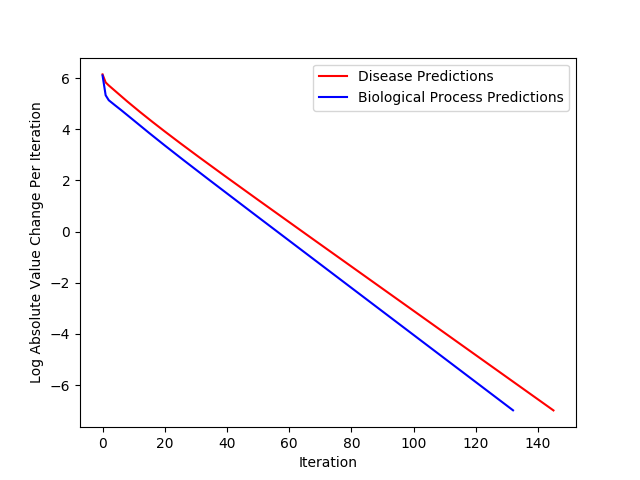 Disease Predictions
Biological Process Predictions
Log Absolute Value Change Per Iteration
6
4
2
0
−2
−4
−6
0 20 40 60 80 100 120 140
Iteration